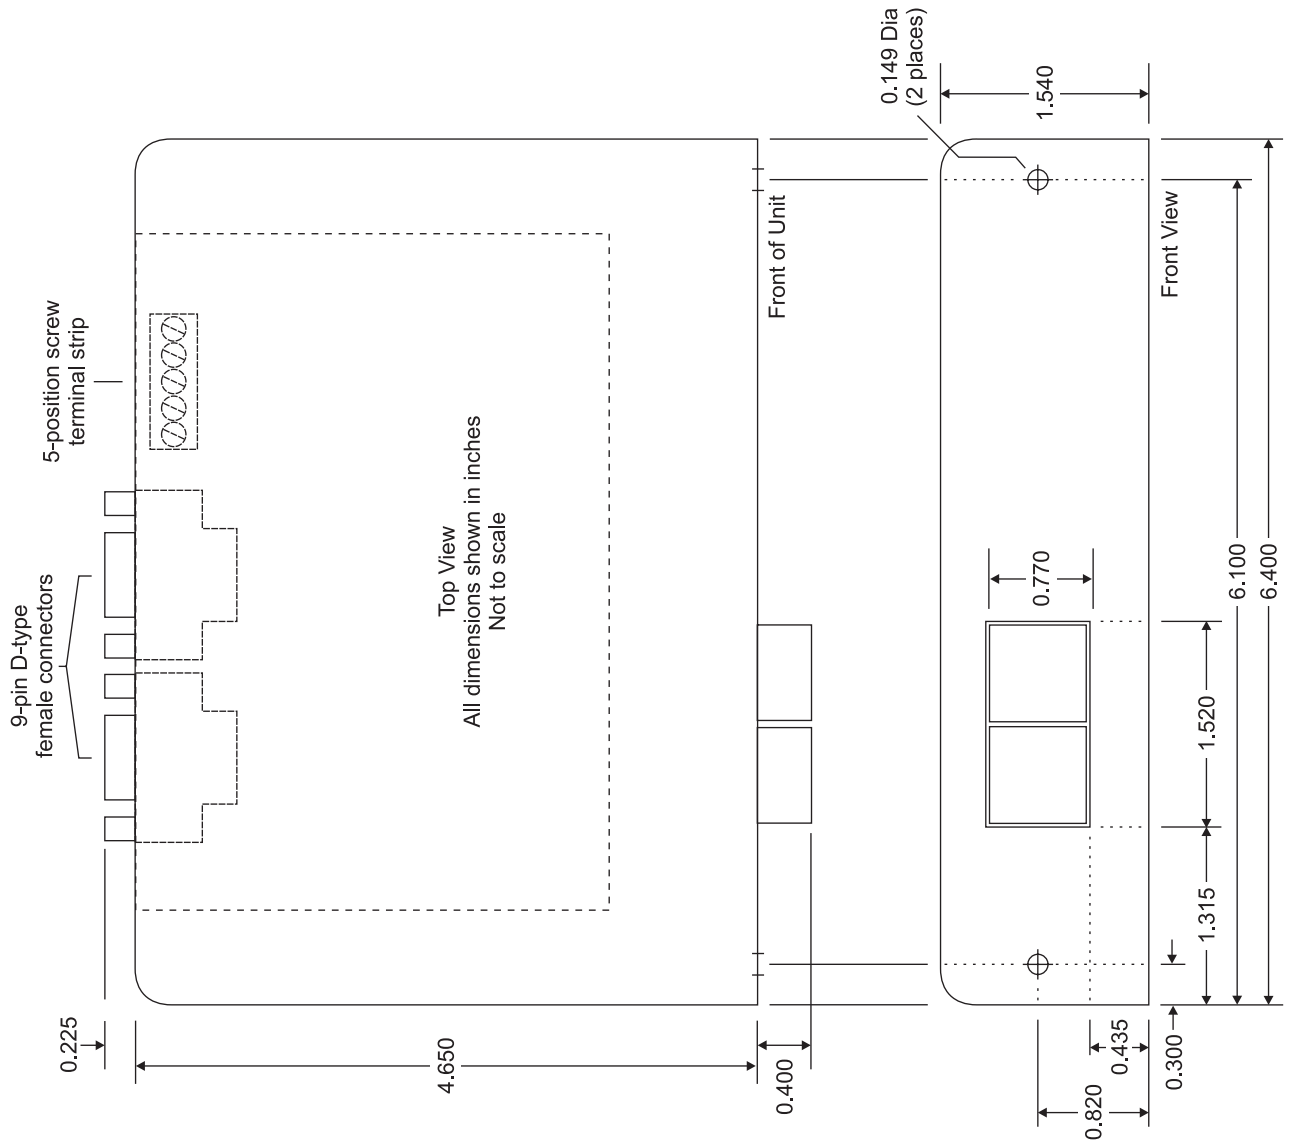 9-pin D-type
female connectors
5-position screw
terminal strip
0.225
4.650
0.400
Top View
All dimensions shown in inches
Not to scale
Front of Unit
0.149 Dia
(2 places)
1.540
0.770
0.820
0.435
0.300
1.315
1.520
6.100
6.400
Front View